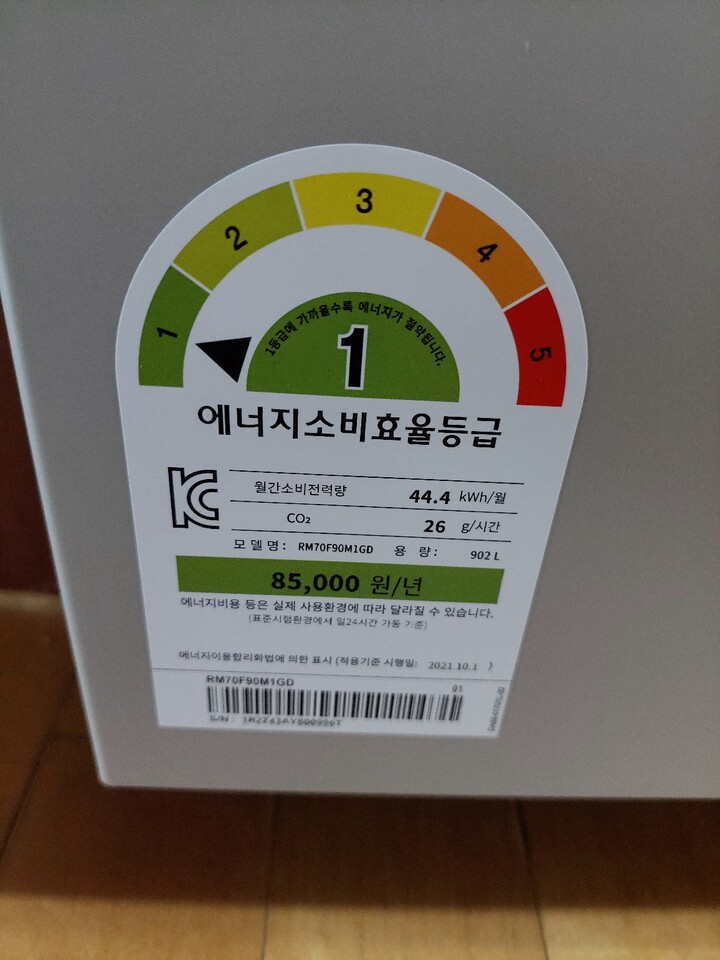 1
2
3
4
5
1등급에 가까울수록 에너지가 절약됩니다.
1
에너지소비효율등급
KC
월간소비전력량 44.4 kWh/월
CO₂ 26 g/시간
모델명: RM70F90M1GD 용량: 902 L
85,000 원/년
에너지비용 등은 실제 사용환경에 따라 달라질 수 있습니다.
(표준시험환경에서 일24시간 가동 기준)
에너지이용합리화법에 의한 표시 (적용기준 시행일: 2021.10.1 )
RM70F90M1GD 01
S/N :